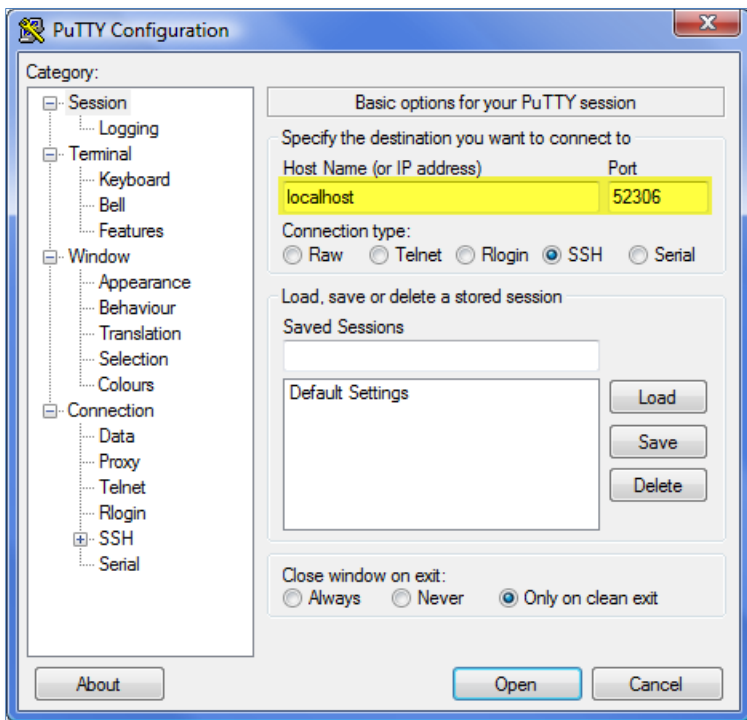 PuTTY Configuration
Category:
Session
Logging
Terminal
Keyboard
Bell
Features
Window
Appearance
Behaviour
Translation
Selection
Colours
Connection
Data
Proxy
Telnet
Rlogin
SSH
Serial
Basic options for your PuTTY session
Specify the destination you want to connect to
Host Name (or IP address) Port
localhost 52306
Connection type:
Raw Telnet Rlogin SSH Serial
Load, save or delete a stored session
Saved Sessions
Default Settings
Load
Save
Delete
Close window on exit:
Always Never Only on clean exit
About Open Cancel